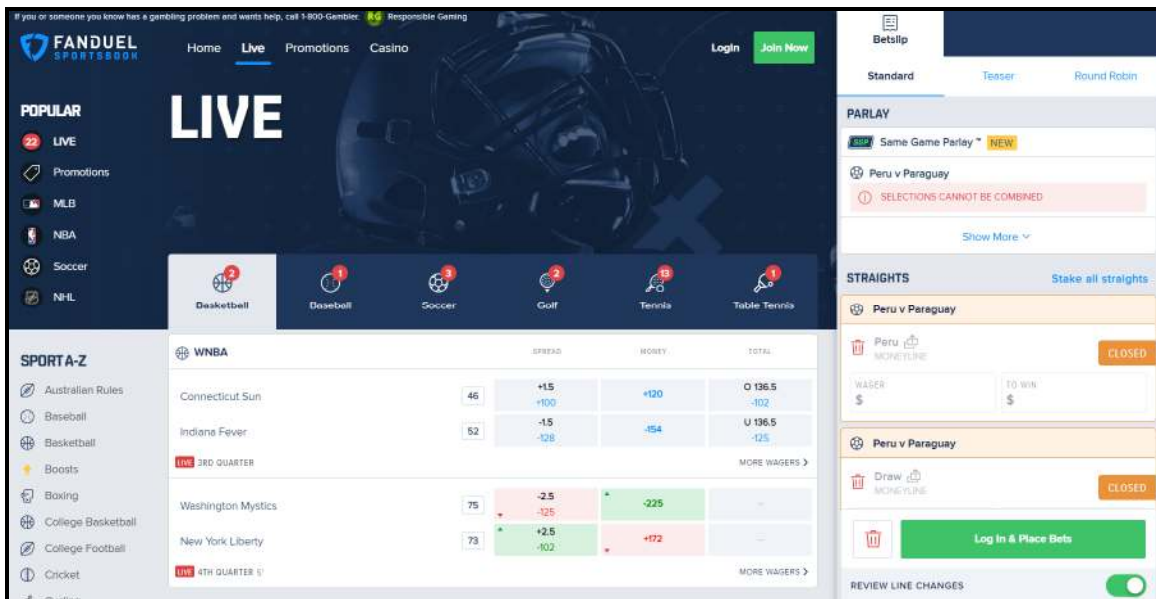 If you or someone you know has a gambling problem and wants help, call 1-800-Gambler. RG Responsible Gaming
FANDUEL
SPORTSBOOK
Home Live Promotions Casino
Login Join Now
LIVE
POPULAR
22 LIVE
Promotions
MLB
NBA
Soccer
NHL
SPORT A-Z
Australian Rules
Baseball
Basketball
Boosts
Boxing
College Basketball
College Football
Cricket
2 Basketball
1 Baseball
3 Soccer
2 Golf
13 Tennis
1 Table Tennis
WNBA SPREAD MONEY TOTAL
Connecticut Sun 46 +1.5 +100 +120 O 136.5 -102
Indiana Fever 52 -1.5 -128 -154 U 136.5 -125
LIVE 3RD QUARTER MORE WAGERS >
Washington Mystics 75 -2.5 -125 -225 -
New York Liberty 73 +2.5 -102 +172 -
LIVE 4TH QUARTER MORE WAGERS >
Betslip
Standard Teaser Round Robin
PARLAY
SGP Same Game Parlay ™ NEW
Peru v Paraguay
SELECTIONS CANNOT BE COMBINED
Show More
STRAIGHTS Stake all straights
Peru v Paraguay
Peru
MONEYLINE
CLOSED
WAGER TO WIN
$ $
Peru v Paraguay
Draw
MONEYLINE
CLOSED
Log In & Place Bets
REVIEW LINE CHANGES